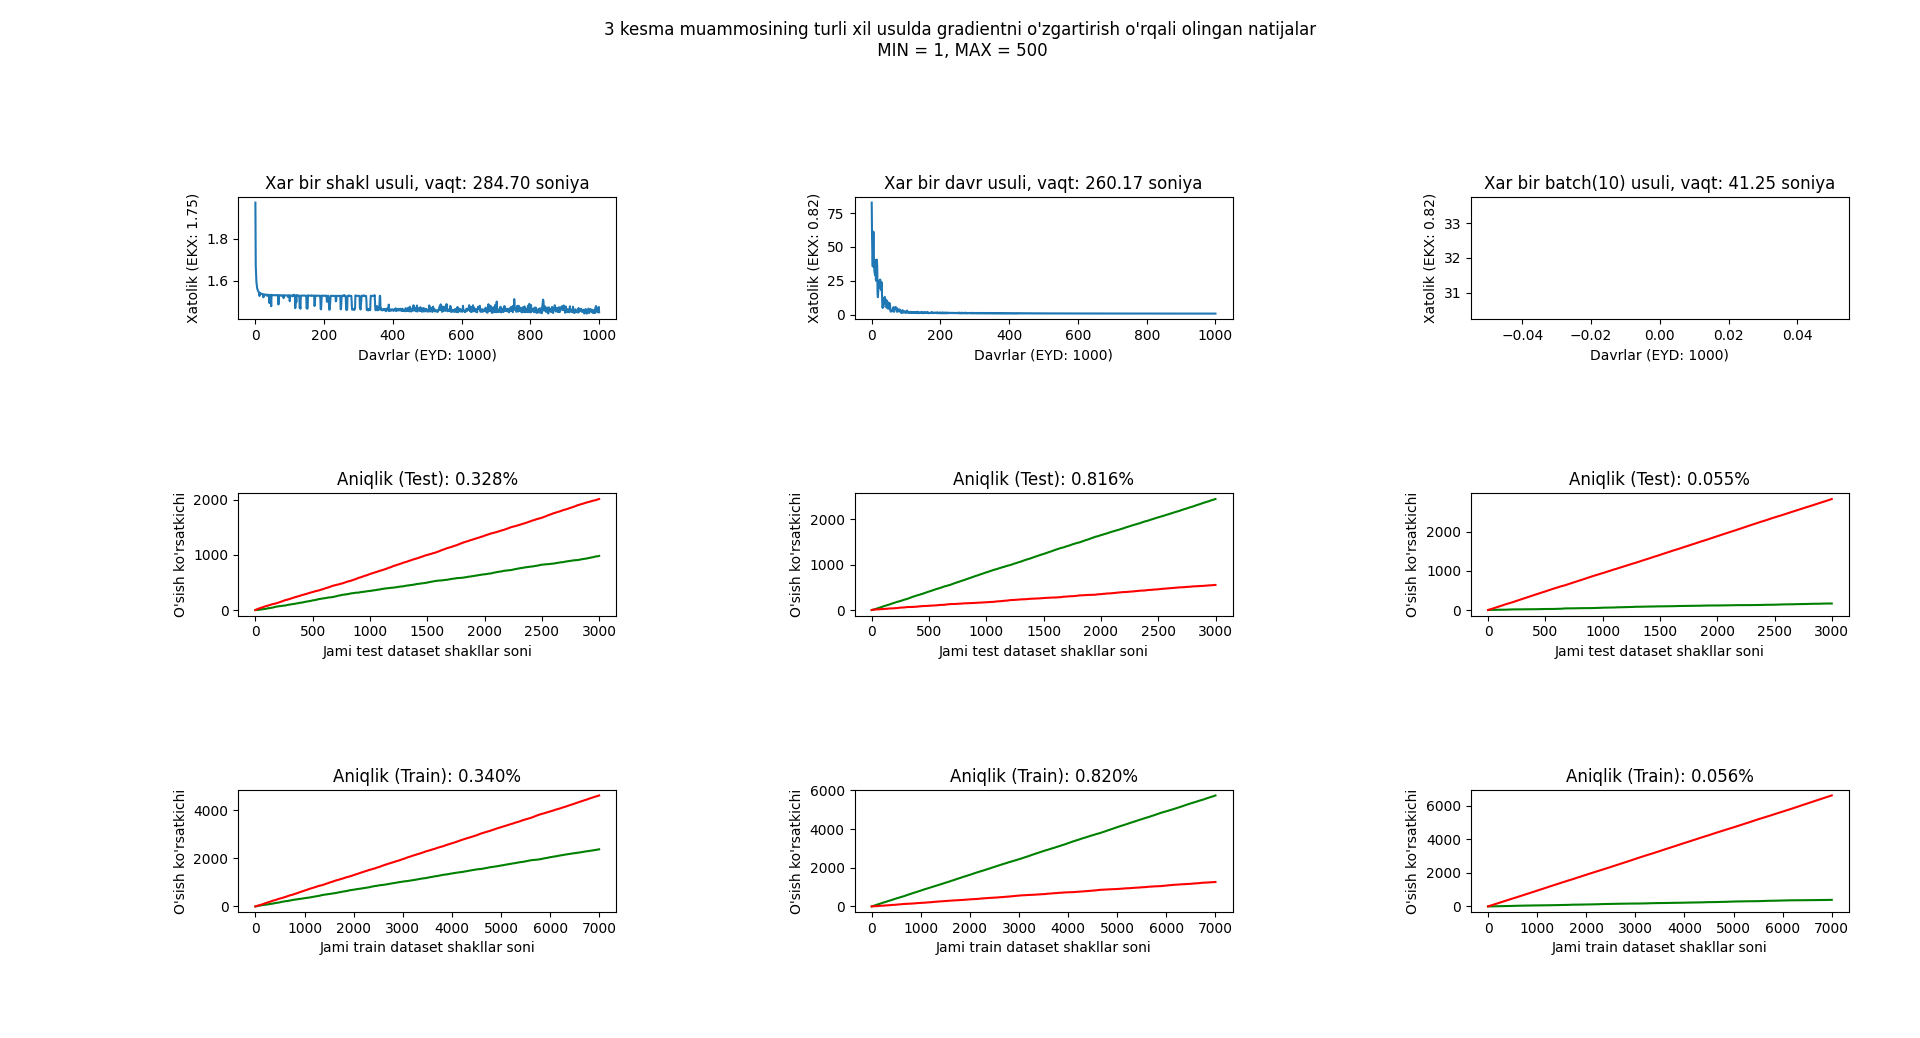 3 kesma muammosining turli xil usulda gradientni o'zgartirish o'rqali olingan natijalar
MIN = 1, MAX = 500
Xar bir shakl usuli, vaqt: 284.70 soniya
Xatolik (EKX: 1.75)
1.8
1.6
0 200 400 600 800 1000
Davrlar (EYD: 1000)
Xar bir davr usuli, vaqt: 260.17 soniya
Xatolik (EKX: 0.82)
75
50
25
0
0 200 400 600 800 1000
Davrlar (EYD: 1000)
Xar bir batch(10) usuli, vaqt: 41.25 soniya
Xatolik (EKX: 0.82)
33
32
31
−0.04 −0.02 0.00 0.02 0.04
Davrlar (EYD: 1000)
Aniqlik (Test): 0.328%
O'sish ko'rsatkichi
2000
1000
0
0 500 1000 1500 2000 2500 3000
Jami test dataset shakllar soni
Aniqlik (Test): 0.816%
O'sish ko'rsatkichi
2000
1000
0
0 500 1000 1500 2000 2500 3000
Jami test dataset shakllar soni
Aniqlik (Test): 0.055%
O'sish ko'rsatkichi
2000
1000
0
0 500 1000 1500 2000 2500 3000
Jami test dataset shakllar soni
Aniqlik (Train): 0.340%
O'sish ko'rsatkichi
4000
2000
0
0 1000 2000 3000 4000 5000 6000 7000
Jami train dataset shakllar soni
Aniqlik (Train): 0.820%
O'sish ko'rsatkichi
6000
4000
2000
0
0 1000 2000 3000 4000 5000 6000 7000
Jami train dataset shakllar soni
Aniqlik (Train): 0.056%
O'sish ko'rsatkichi
6000
4000
2000
0
0 1000 2000 3000 4000 5000 6000 7000
Jami train dataset shakllar soni